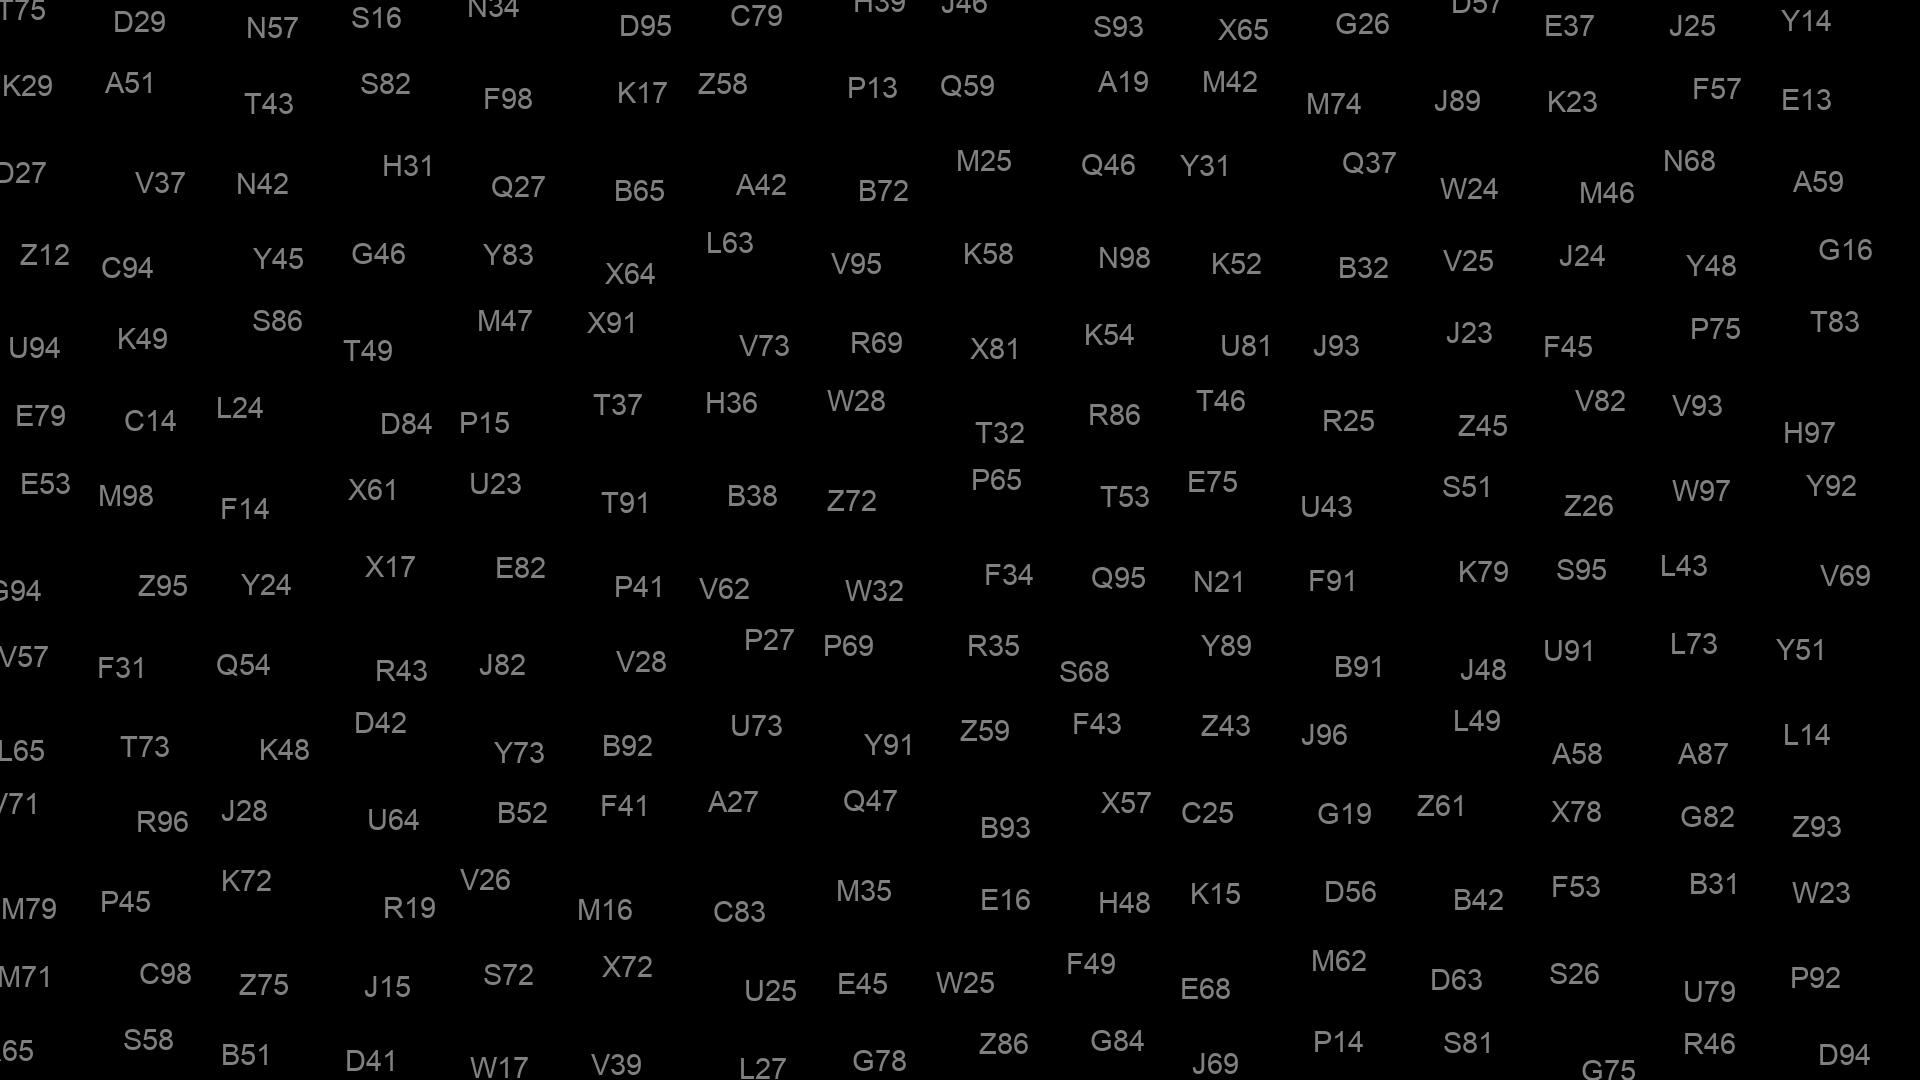 T75 D29 N57 S16 N34 D95 C79 H39 J46 S93 X65 G26 D57 E37 J25 Y14
K29 A51 T43 S82 F98 K17 Z58 P13 Q59 A19 M42 M74 J89 K23 F57 E13
D27 V37 N42 H31 Q27 B65 A42 B72 M25 Q46 Y31 Q37 W24 M46 N68 A59
Z12 C94 Y45 G46 Y83 X64 L63 V95 K58 N98 K52 B32 V25 J24 Y48 G16
U94 K49 S86 T49 M47 X91 V73 R69 X81 K54 U81 J93 J23 F45 P75 T83
E79 C14 L24 D84 P15 T37 H36 W28 T32 R86 T46 R25 Z45 V82 V93 H97
E53 M98 F14 X61 U23 T91 B38 Z72 P65 T53 E75 U43 S51 Z26 W97 Y92
G94 Z95 Y24 X17 E82 P41 V62 W32 F34 Q95 N21 F91 K79 S95 L43 V69
V57 F31 Q54 R43 J82 V28 P27 P69 R35 S68 Y89 B91 J48 U91 L73 Y51
L65 T73 K48 D42 Y73 B92 U73 Y91 Z59 F43 Z43 J96 L49 A58 A87 L14
V71 R96 J28 U64 B52 F41 A27 Q47 B93 X57 C25 G19 Z61 X78 G82 Z93
M79 P45 K72 R19 V26 M16 C83 M35 E16 H48 K15 D56 B42 F53 B31 W23
M71 C98 Z75 J15 S72 X72 U25 E45 W25 F49 E68 M62 D63 S26 U79 P92
65 S58 B51 D41 W17 V39 L27 G78 Z86 G84 J69 P14 S81 G75 R46 D94